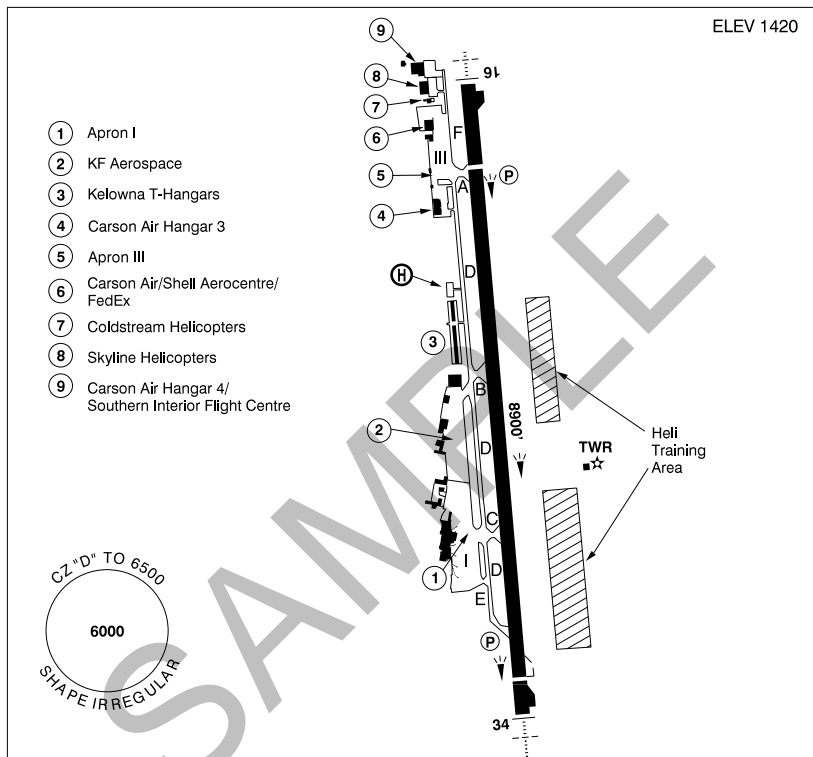 ELEV 1420
1 Apron I
2 KF Aerospace
3 Kelowna T-Hangars
4 Carson Air Hangar 3
5 Apron III
6 Carson Air/Shell Aerocentre/
FedEx
7 Coldstream Helicopters
8 Skyline Helicopters
9 Carson Air Hangar 4/
Southern Interior Flight Centre
9
16
8
7
F
6
III
5
P
A
4
D
H
3
B
8900'
2
D
TWR
Heli
Training
Area
C
1
I
D
E
P
34
CZ "D" TO 6500
6000
SHAPE IRREGULAR
SAMPLE